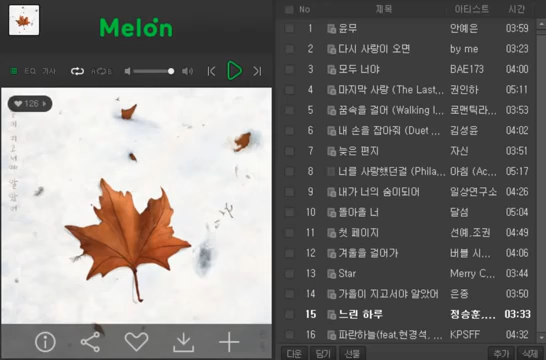 Melon
EQ 가사
126
No 제목 아티스트 시간
1 윤무 안예은 03:59
2 다시 사랑이 오면 by me 03:23
3 모두 너야 BAE173 04:00
4 마지막 사랑 (The Last,... 권인하 05:11
5 꿈속을 걸어 (Walking I... 로맨틱라... 03:53
6 내 손을 잡아줘 (Duet ... 김성윤 04:02
7 늦은 편지 자신 03:51
8 너를 사랑했던걸 (Phila... 아침 (Ac... 05:17
9 내가 너의 숨이되어 일상연구소 04:26
10 돌아올 너 달섬 05:04
11 첫 페이지 선예,조권 04:49
12 겨울을 걸어가 버블 시... 04:06
13 Star Merry C... 03:44
14 가을이 지고서야 알았어 은중 03:50
15 느린 하루 정승훈,... 03:33
16 파란하늘(feat,현경석, ... KPSFF 04:32
다운 담기 선물 추가 삭제